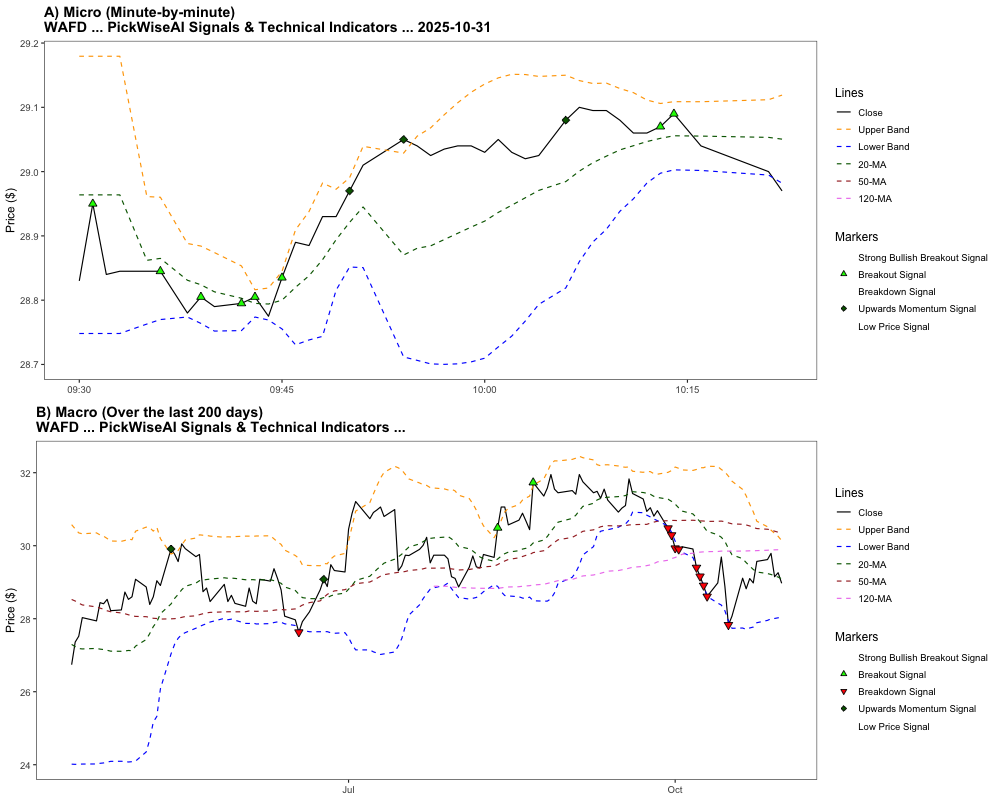 A) Micro (Minute-by-minute)
WAFD ... PickWiseAI Signals & Technical Indicators ... 2025-10-31
29.2
29.1
29.0
28.9
28.8
28.7
Price ($)
09:30
09:45
10:00
10:15
Lines
Close
Upper Band
Lower Band
20-MA
50-MA
120-MA
Markers
Strong Bullish Breakout Signal
Breakout Signal
Breakdown Signal
Upwards Momentum Signal
Low Price Signal
B) Macro (Over the last 200 days)
WAFD ... PickWiseAI Signals & Technical Indicators ...
32
30
28
26
24
Price ($)
Jul
Oct
Lines
Close
Upper Band
Lower Band
20-MA
50-MA
120-MA
Markers
Strong Bullish Breakout Signal
Breakout Signal
Breakdown Signal
Upwards Momentum Signal
Low Price Signal